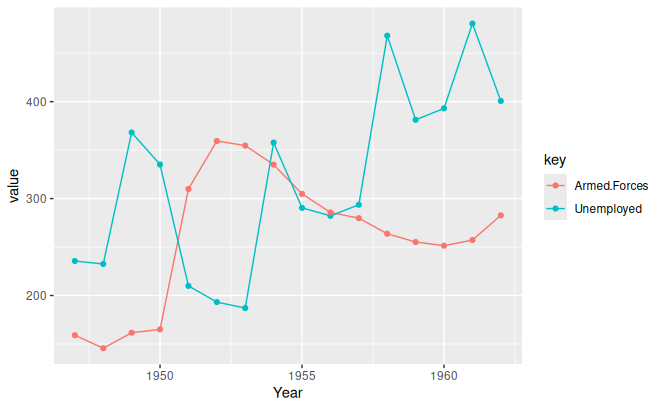 400
300
200
value
1950
1955
1960
Year
key
Armed.Forces
Unemployed